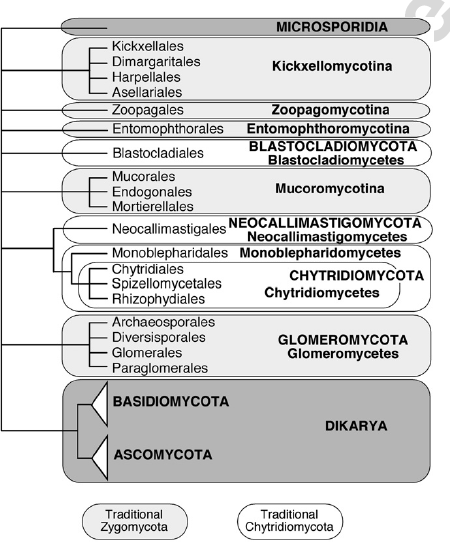 MICROSPORIDIA
Kickxellales
Dimargaritales
Harpellales
Asellariales
Kickxellomycotina
Zoopagales Zoopagomycotina
Entomophthorales Entomophthoromycotina
Blastocladiales BLASTOCLADIOMYCOTA
Blastocladiomycetes
Mucorales
Endogonales
Mortierellales
Mucoromycotina
Neocallimastigales NEOCALLIMASTIGOMYCOTA
Neocallimastigomycetes
Monoblepharidales Monoblepharidomycetes
Chytridiales
Spizellomycetales
Rhizophydiales
CHYTRIDIOMYCOTA
Chytridiomycetes
Archaeosporales
Diversisporales
Glomerales
Paraglomerales
GLOMEROMYCOTA
Glomeromycetes
BASIDIOMYCOTA
ASCOMYCOTA
DIKARYA
Traditional
Zygomycota
Traditional
Chytridiomycota